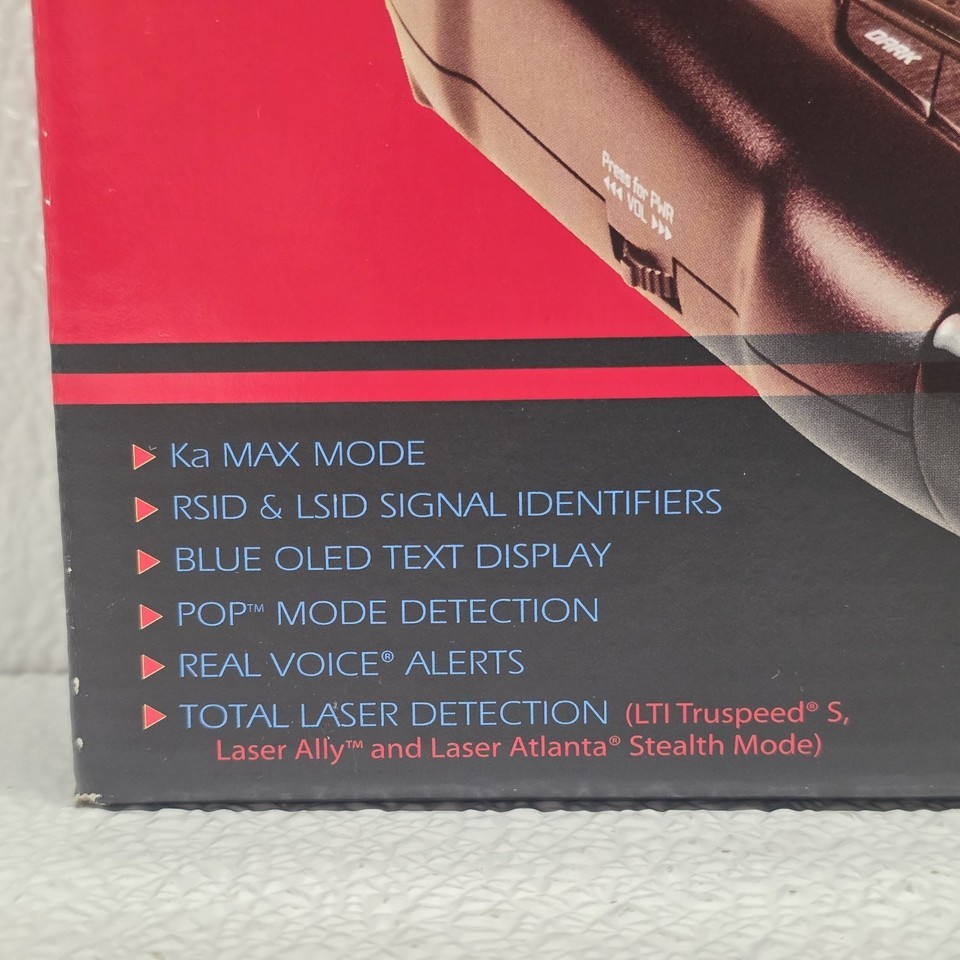 DARK
Press for PWR
◄◄◄ VOL ►►►
Ka MAX MODE
RSID & LSID SIGNAL IDENTIFIERS
BLUE OLED TEXT DISPLAY
POP™ MODE DETECTION
REAL VOICE® ALERTS
TOTAL LASER DETECTION (LTI Truspeed® S,
Laser Ally™ and Laser Atlanta® Stealth Mode)